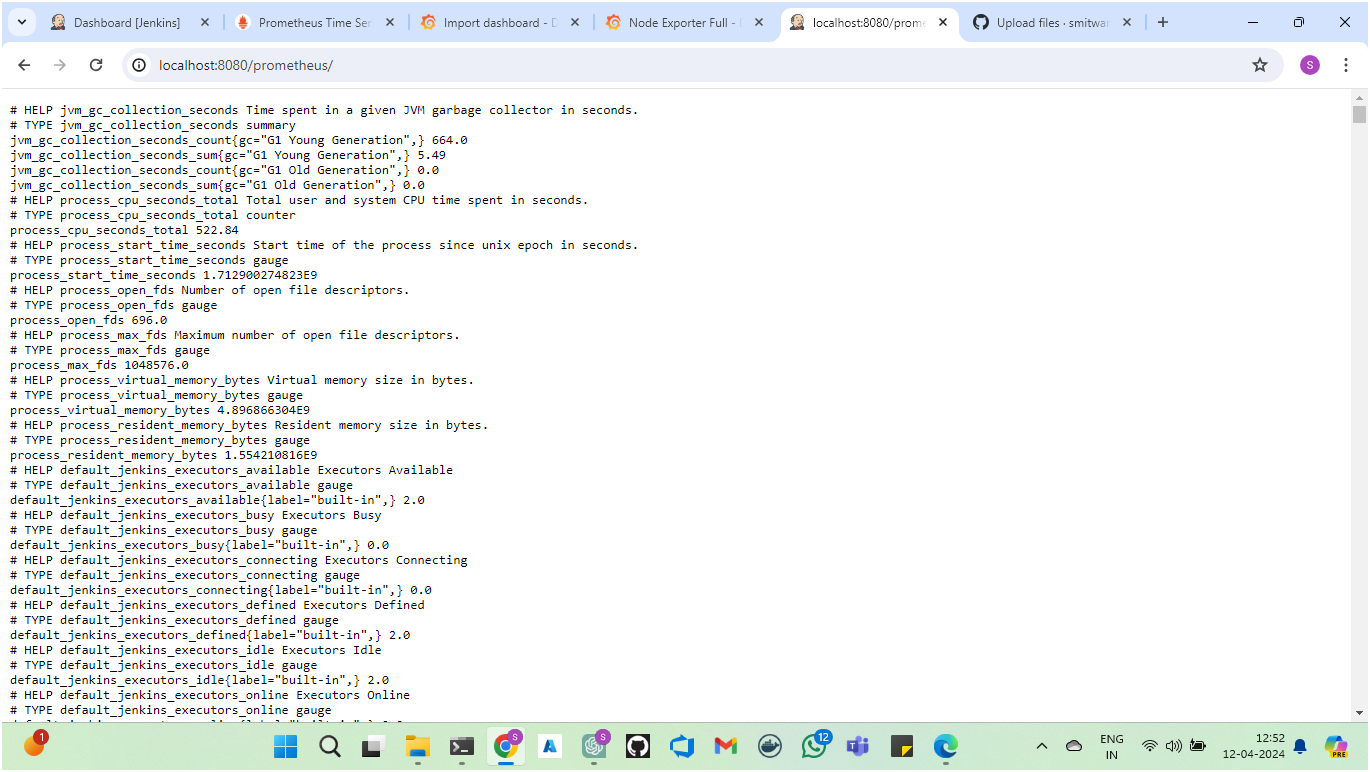 Dashboard [Jenkins]
Prometheus Time Ser
Import dashboard - D
Node Exporter Full -
localhost:8080/prome
Upload files · smitwar
localhost:8080/prometheus/
S
# HELP jvm_gc_collection_seconds Time spent in a given JVM garbage collector in seconds.
# TYPE jvm_gc_collection_seconds summary
jvm_gc_collection_seconds_count{gc="G1 Young Generation",} 664.0
jvm_gc_collection_seconds_sum{gc="G1 Young Generation",} 5.49
jvm_gc_collection_seconds_count{gc="G1 Old Generation",} 0.0
jvm_gc_collection_seconds_sum{gc="G1 Old Generation",} 0.0
# HELP process_cpu_seconds_total Total user and system CPU time spent in seconds.
# TYPE process_cpu_seconds_total counter
process_cpu_seconds_total 522.84
# HELP process_start_time_seconds Start time of the process since unix epoch in seconds.
# TYPE process_start_time_seconds gauge
process_start_time_seconds 1.712900274823E9
# HELP process_open_fds Number of open file descriptors.
# TYPE process_open_fds gauge
process_open_fds 696.0
# HELP process_max_fds Maximum number of open file descriptors.
# TYPE process_max_fds gauge
process_max_fds 1048576.0
# HELP process_virtual_memory_bytes Virtual memory size in bytes.
# TYPE process_virtual_memory_bytes gauge
process_virtual_memory_bytes 4.896866304E9
# HELP process_resident_memory_bytes Resident memory size in bytes.
# TYPE process_resident_memory_bytes gauge
process_resident_memory_bytes 1.554210816E9
# HELP default_jenkins_executors_available Executors Available
# TYPE default_jenkins_executors_available gauge
default_jenkins_executors_available{label="built-in",} 2.0
# HELP default_jenkins_executors_busy Executors Busy
# TYPE default_jenkins_executors_busy gauge
default_jenkins_executors_busy{label="built-in",} 0.0
# HELP default_jenkins_executors_connecting Executors Connecting
# TYPE default_jenkins_executors_connecting gauge
default_jenkins_executors_connecting{label="built-in",} 0.0
# HELP default_jenkins_executors_defined Executors Defined
# TYPE default_jenkins_executors_defined gauge
default_jenkins_executors_defined{label="built-in",} 2.0
# HELP default_jenkins_executors_idle Executors Idle
# TYPE default_jenkins_executors_idle gauge
default_jenkins_executors_idle{label="built-in",} 2.0
# HELP default_jenkins_executors_online Executors Online
# TYPE default_jenkins_executors_online gauge
1
S
S
12
ENG
IN
12:52
12-04-2024
PRE